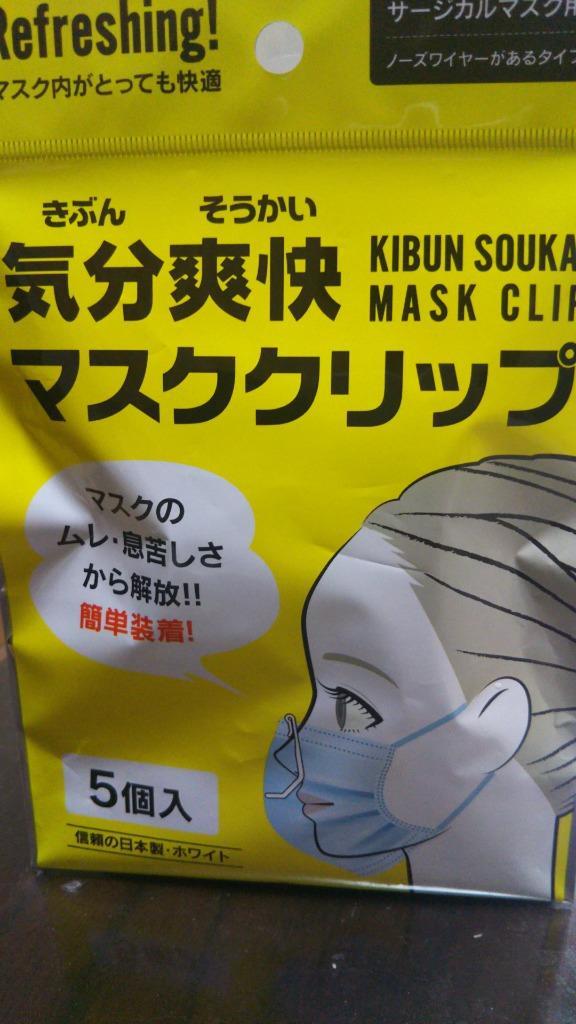 Refreshing!
マスク内がとっても快適
サージカルマスク用
ノーズワイヤーがあるタイプ
きぶん そうかい
気分爽快
KIBUN SOUKA
MASK CLIP
マスククリップ
マスクの
ムレ・息苦しさ
から解放!!
簡単装着!
5個入
信頼の日本製・ホワイト